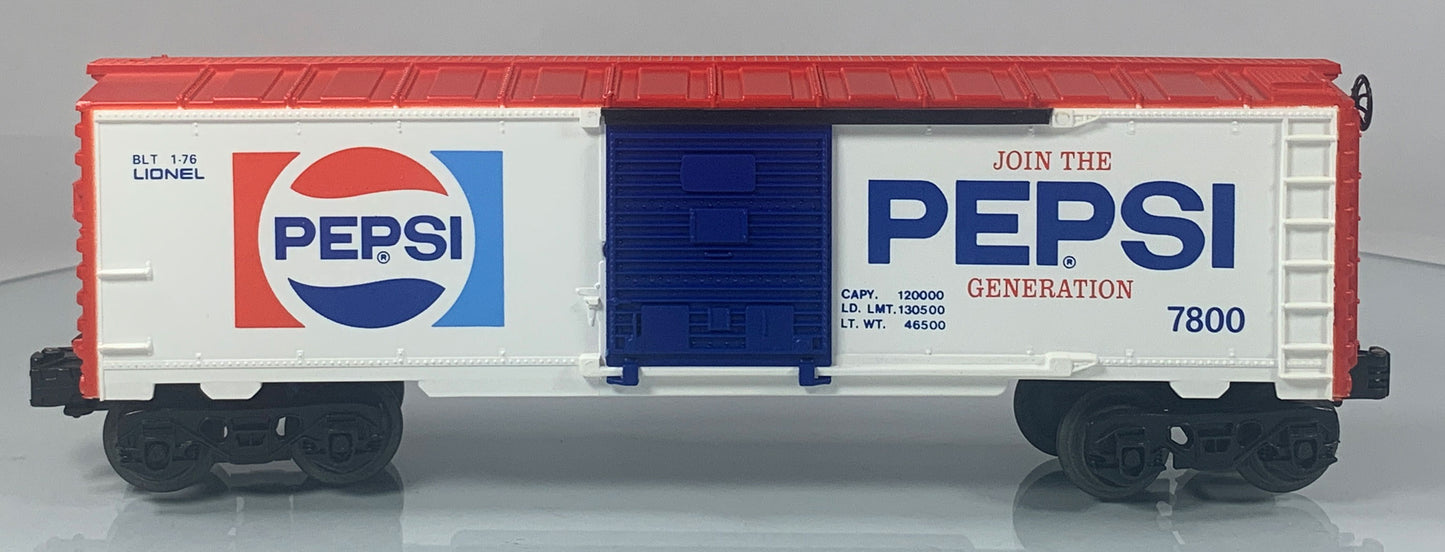 BLT 1-76
LIONEL
PEPSI
®
JOIN THE
PEPSI
®
GENERATION
CAPY. 120000
LD. LMT. 130500
LT. WT. 46500
7800